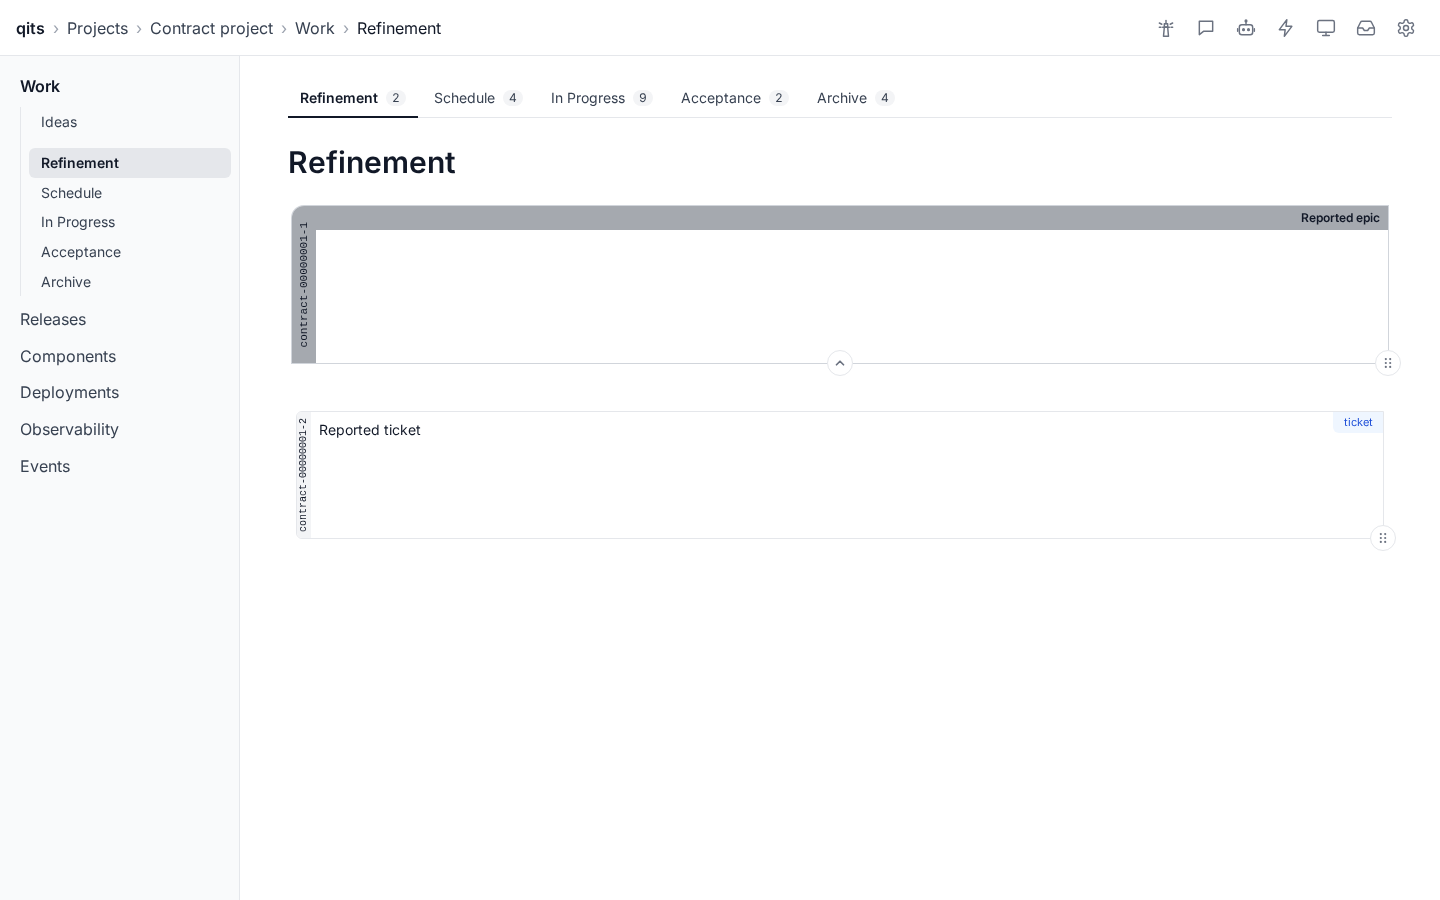 qits › Projects › Contract project › Work › Refinement
Work
Ideas
Refinement
Schedule
In Progress
Acceptance
Archive
Releases
Components
Deployments
Observability
Events
Refinement 2 Schedule 4 In Progress 9 Acceptance 2 Archive 4
Refinement
Reported epic
contract-00000001-1
contract-00000001-2
Reported ticket
ticket